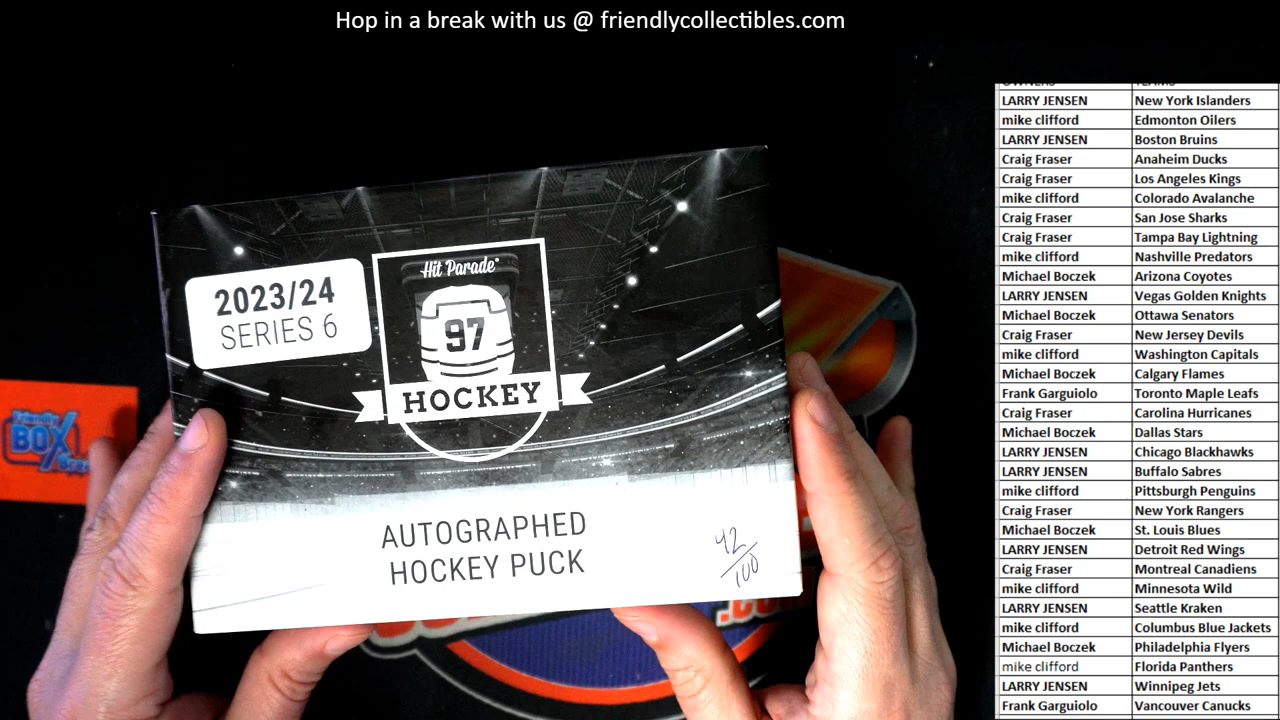 Hop in a break with us @ friendlycollectibles.com
OWNERS TEAMS
LARRY JENSEN New York Islanders
mike clifford Edmonton Oilers
LARRY JENSEN Boston Bruins
Craig Fraser Anaheim Ducks
Craig Fraser Los Angeles Kings
mike clifford Colorado Avalanche
Craig Fraser San Jose Sharks
Craig Fraser Tampa Bay Lightning
mike clifford Nashville Predators
Michael Boczek Arizona Coyotes
LARRY JENSEN Vegas Golden Knights
Michael Boczek Ottawa Senators
Craig Fraser New Jersey Devils
mike clifford Washington Capitals
Michael Boczek Calgary Flames
Frank Garguiolo Toronto Maple Leafs
Craig Fraser Carolina Hurricanes
Michael Boczek Dallas Stars
LARRY JENSEN Chicago Blackhawks
LARRY JENSEN Buffalo Sabres
mike clifford Pittsburgh Penguins
Craig Fraser New York Rangers
Michael Boczek St. Louis Blues
LARRY JENSEN Detroit Red Wings
Craig Fraser Montreal Canadiens
mike clifford Minnesota Wild
LARRY JENSEN Seattle Kraken
mike clifford Columbus Blue Jackets
Michael Boczek Philadelphia Flyers
mike clifford Florida Panthers
LARRY JENSEN Winnipeg Jets
Frank Garguiolo Vancouver Canucks
2023/24
SERIES 6
Hit Parade
97
HOCKEY
AUTOGRAPHED
HOCKEY PUCK
42/100
Friendly
BOX